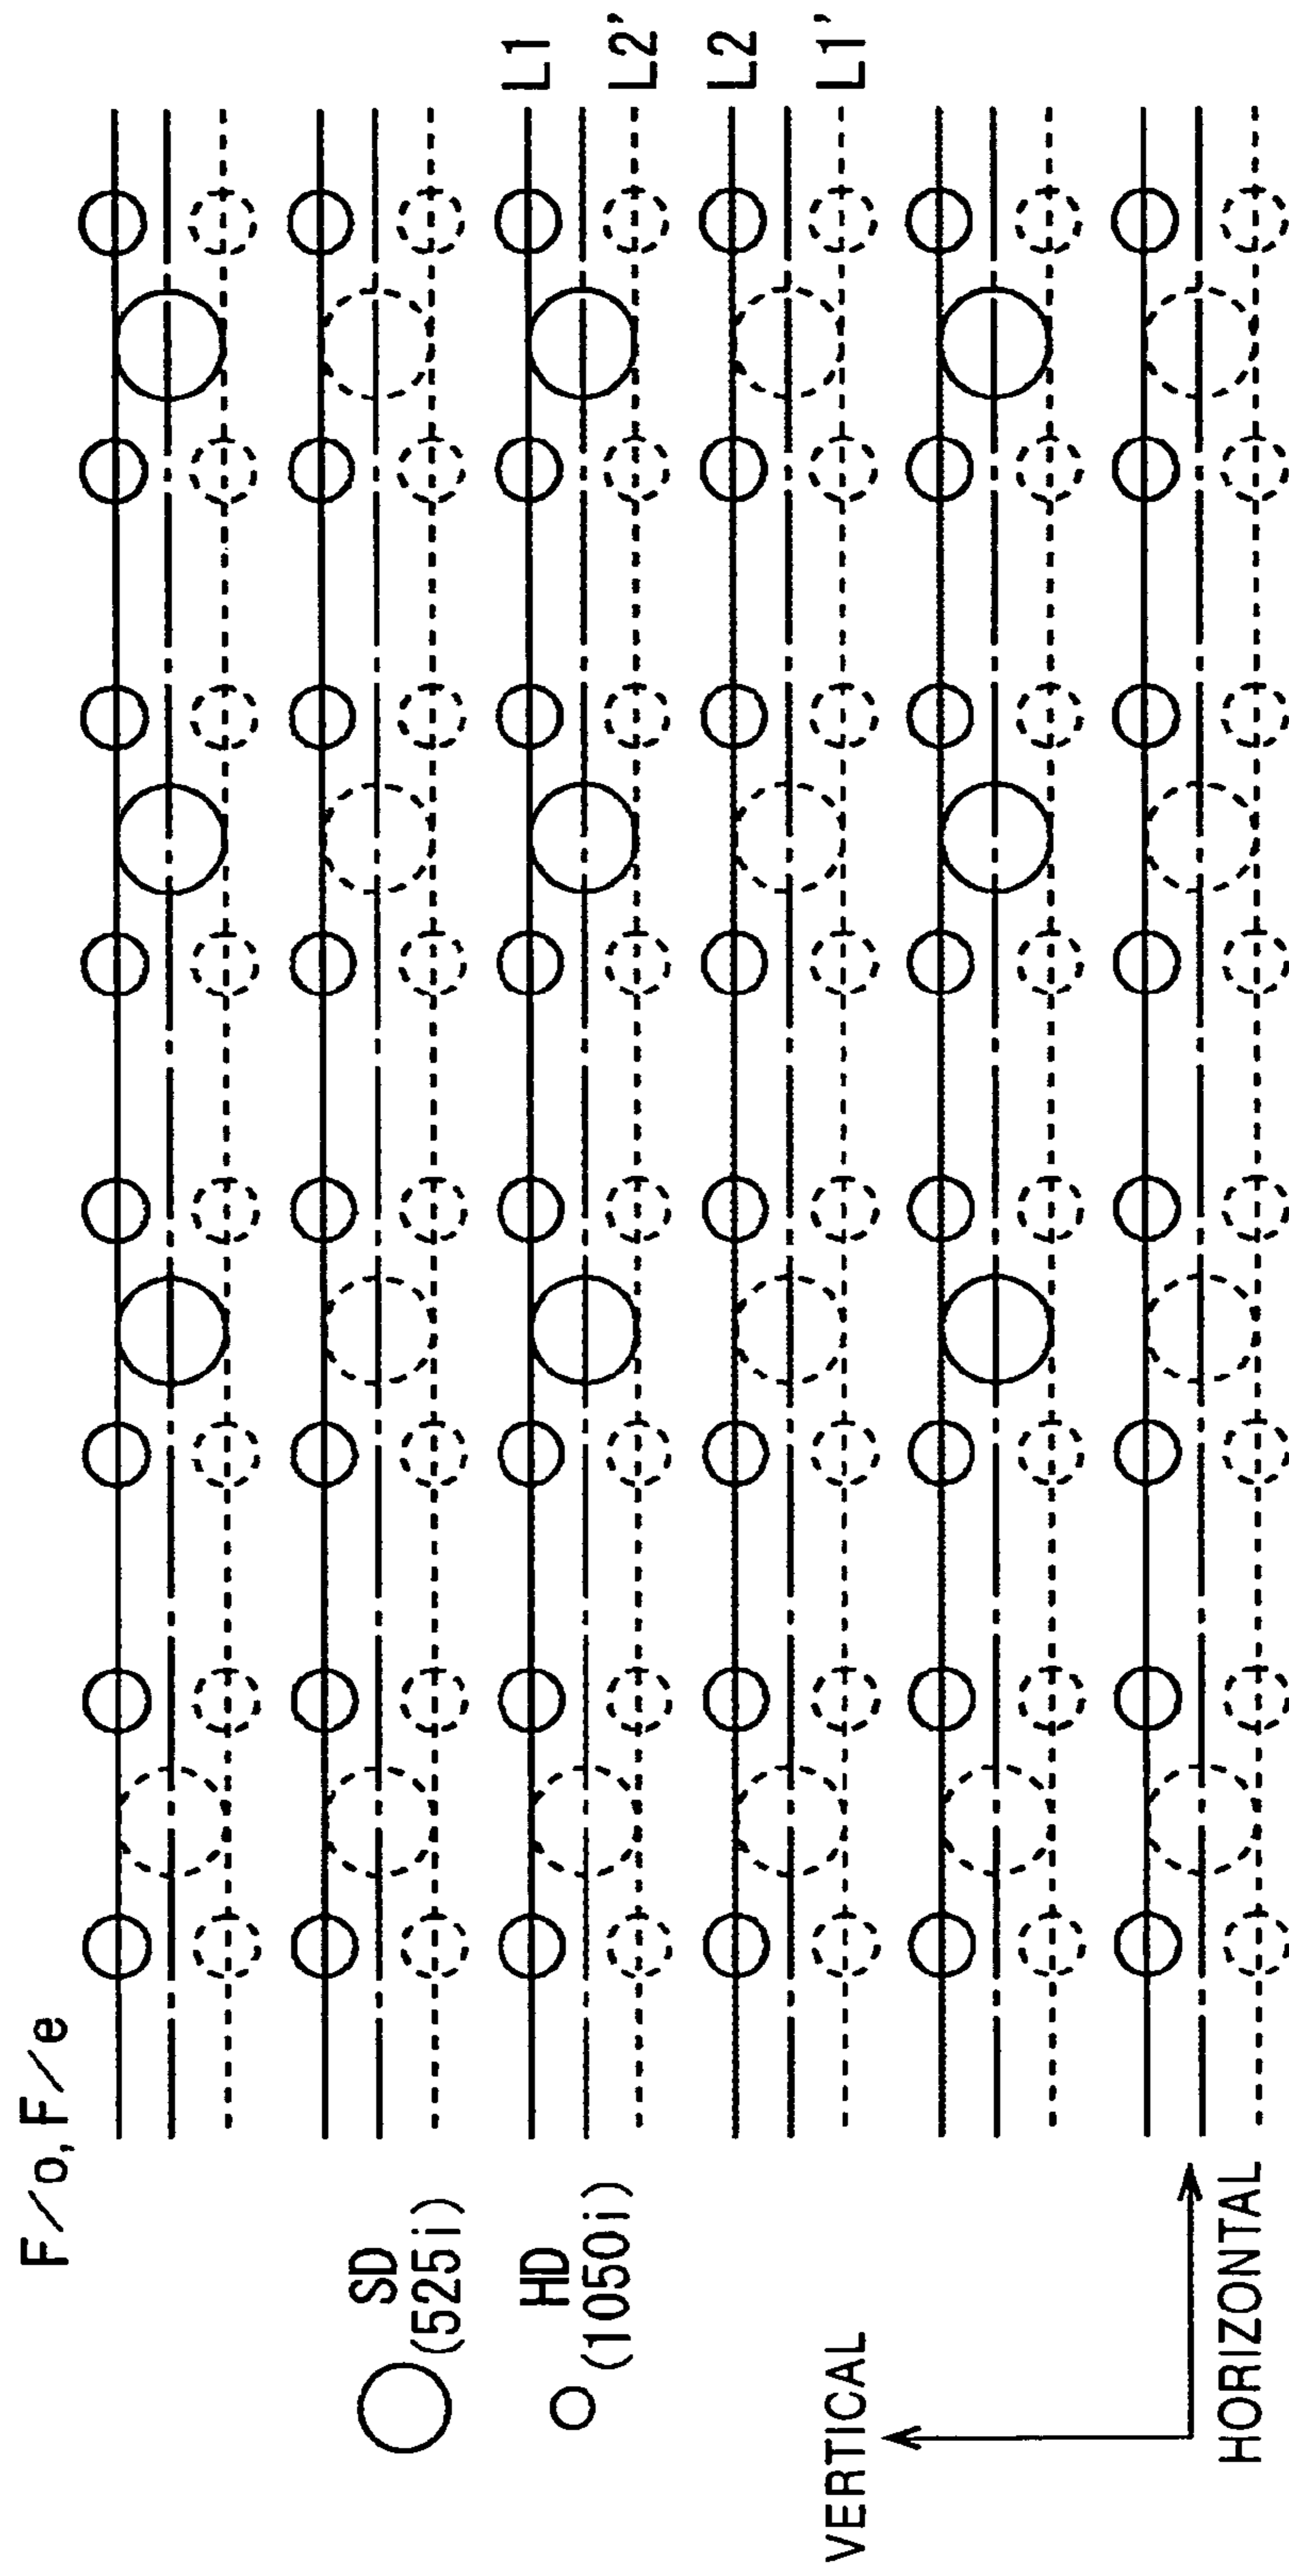 F/o, F/e
SD
(525i)
HD
(1050i)
VERTICAL
HORIZONTAL
L1
L2'
L2
L1'